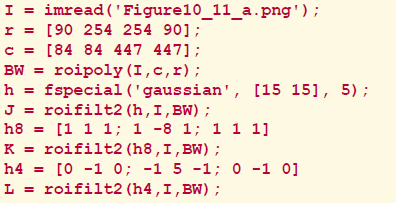 I = imread('Figure10_11_a.png');
r = [90 254 254 90];
c = [84 84 447 447];
BW = roipoly(I,c,r);
h = fspecial('gaussian', [15 15], 5);
J = roifilt2(h,I,BW);
h8 = [1 1 1; 1 -8 1; 1 1 1]
K = roifilt2(h8,I,BW);
h4 = [0 -1 0; -1 5 -1; 0 -1 0]
L = roifilt2(h4,I,BW);